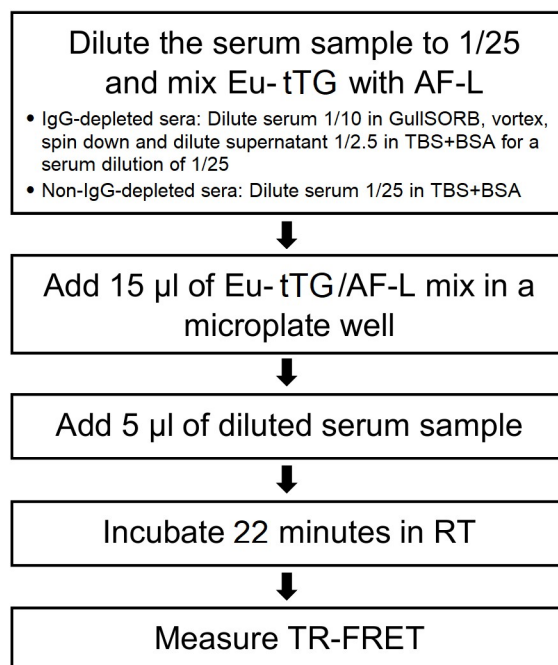 Dilute the serum sample to 1/25
and mix Eu-tTG with AF-L
• IgG-depleted sera: Dilute serum 1/10 in GullSORB, vortex,
spin down and dilute supernatant 1/2.5 in TBS+BSA for a
serum dilution of 1/25
• Non-IgG-depleted sera: Dilute serum 1/25 in TBS+BSA
Add 15 µl of Eu-tTG/AF-L mix in a
microplate well
Add 5 µl of diluted serum sample
Incubate 22 minutes in RT
Measure TR-FRET